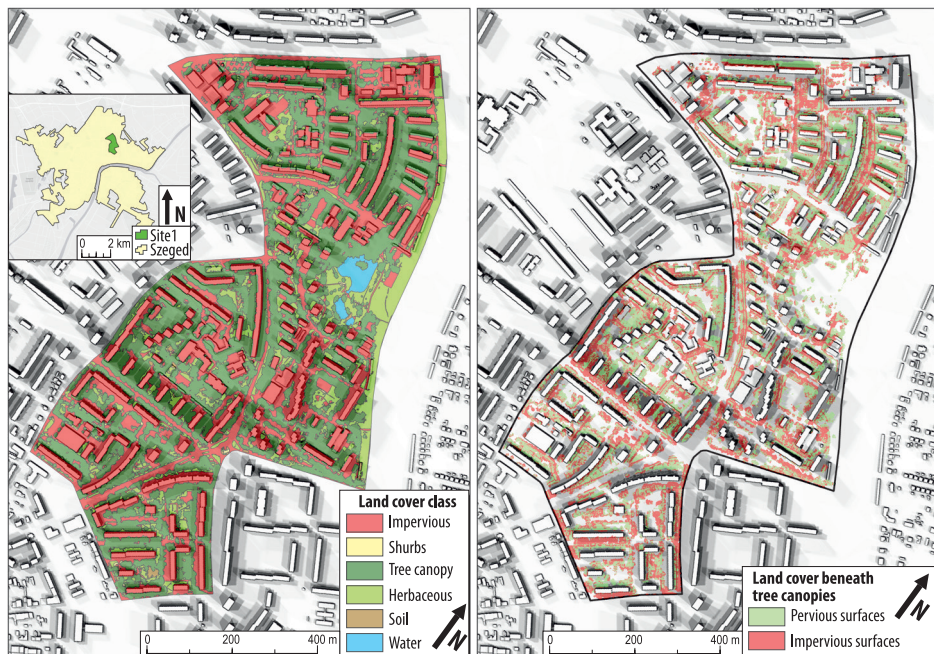 N
0 2 km
Site1
Szeged
Land cover class
Impervious
Shurbs
Tree canopy
Herbaceous
Soil
Water
N
0 200 400 m
Land cover beneath
tree canopies
Pervious surfaces
Impervious surfaces
N
0 200 400 m